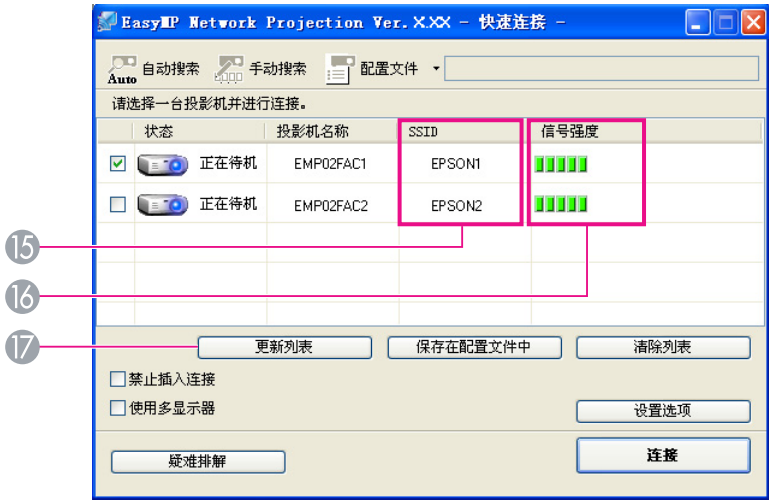 EasyMP Network Projection Ver.X.XX - 快速连接 -
Auto 自动搜索 手动搜索 配置文件
请选择一台投影机并进行连接。
状态 投影机名称 SSID 信号强度
正在待机 EMP02FAC1 EPSON1
正在待机 EMP02FAC2 EPSON2
15
16
17 更新列表 保存在配置文件中 清除列表
禁止插入连接
使用多显示器 设置选项
疑难排解 连接